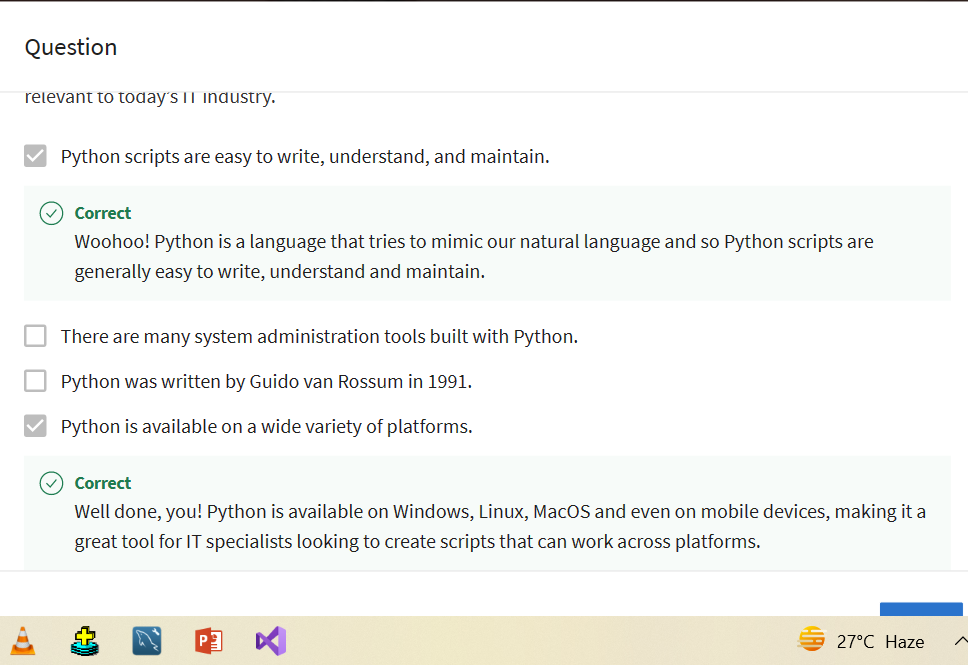 Question
relevant to today's IT industry.
Python scripts are easy to write, understand, and maintain.
Correct
Woohoo! Python is a language that tries to mimic our natural language and so Python scripts are
generally easy to write, understand and maintain.
There are many system administration tools built with Python.
Python was written by Guido van Rossum in 1991.
Python is available on a wide variety of platforms.
Correct
Well done, you! Python is available on Windows, Linux, MacOS and even on mobile devices, making it a
great tool for IT specialists looking to create scripts that can work across platforms.
27°C Haze